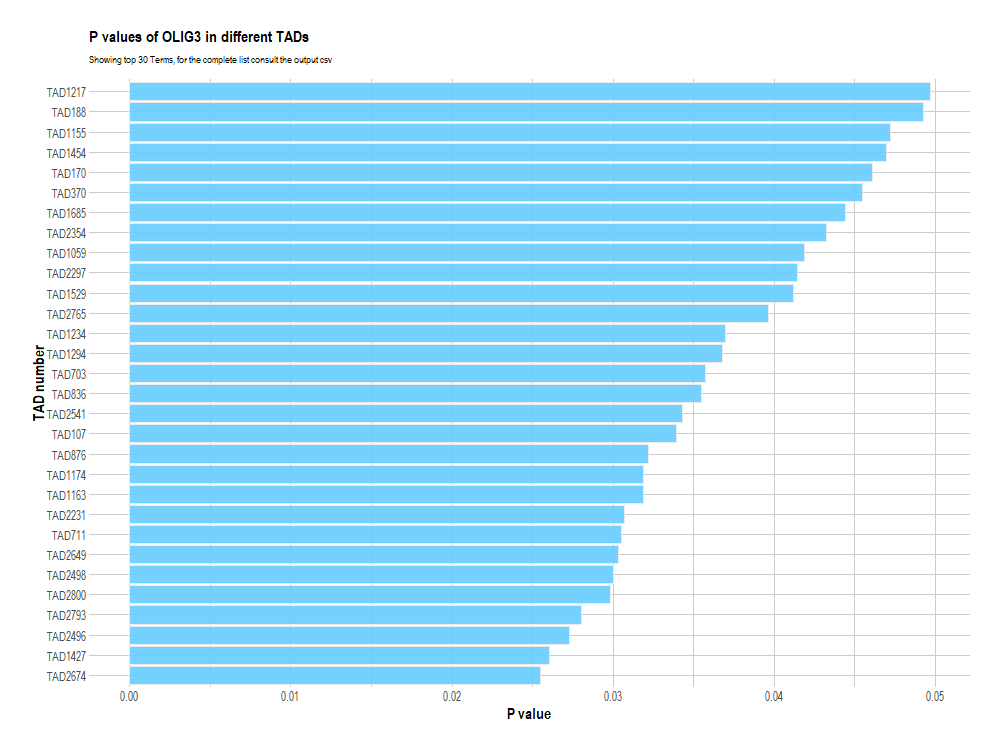 P values of OLIG3 in different TADs
Showing top 30 Terms, for the complete list consult the output csv
TAD number
TAD1217
TAD188
TAD1155
TAD1454
TAD170
TAD370
TAD1685
TAD2354
TAD1059
TAD2297
TAD1529
TAD2765
TAD1234
TAD1294
TAD703
TAD836
TAD2541
TAD107
TAD876
TAD1174
TAD1163
TAD2231
TAD711
TAD2649
TAD2498
TAD2800
TAD2793
TAD2496
TAD1427
TAD2674
0.00 0.01 0.02 0.03 0.04 0.05
P value